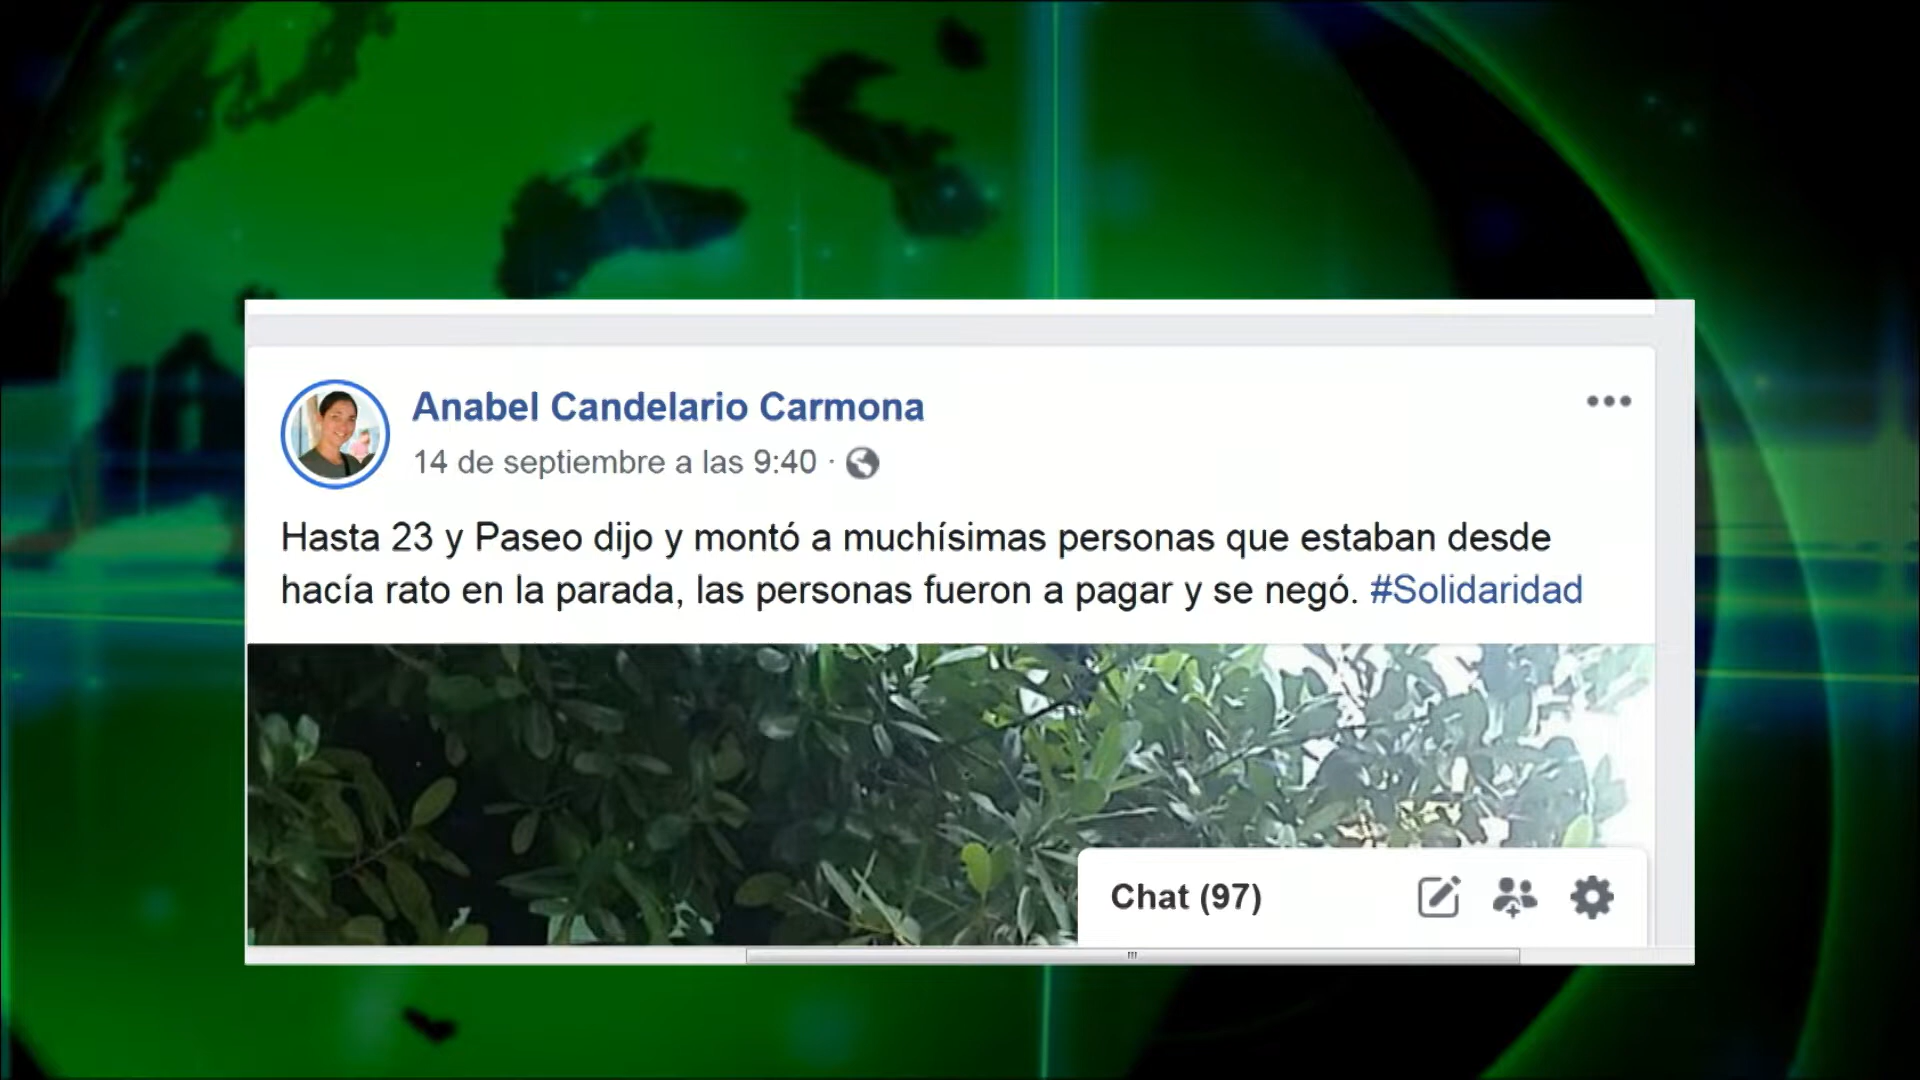 Anabel Candelario Carmona
14 de septiembre a las 9:40 ·
Hasta 23 y Paseo dijo y montó a muchísimas personas que estaban desde
hacía rato en la parada, las personas fueron a pagar y se negó. #Solidaridad
Chat (97)